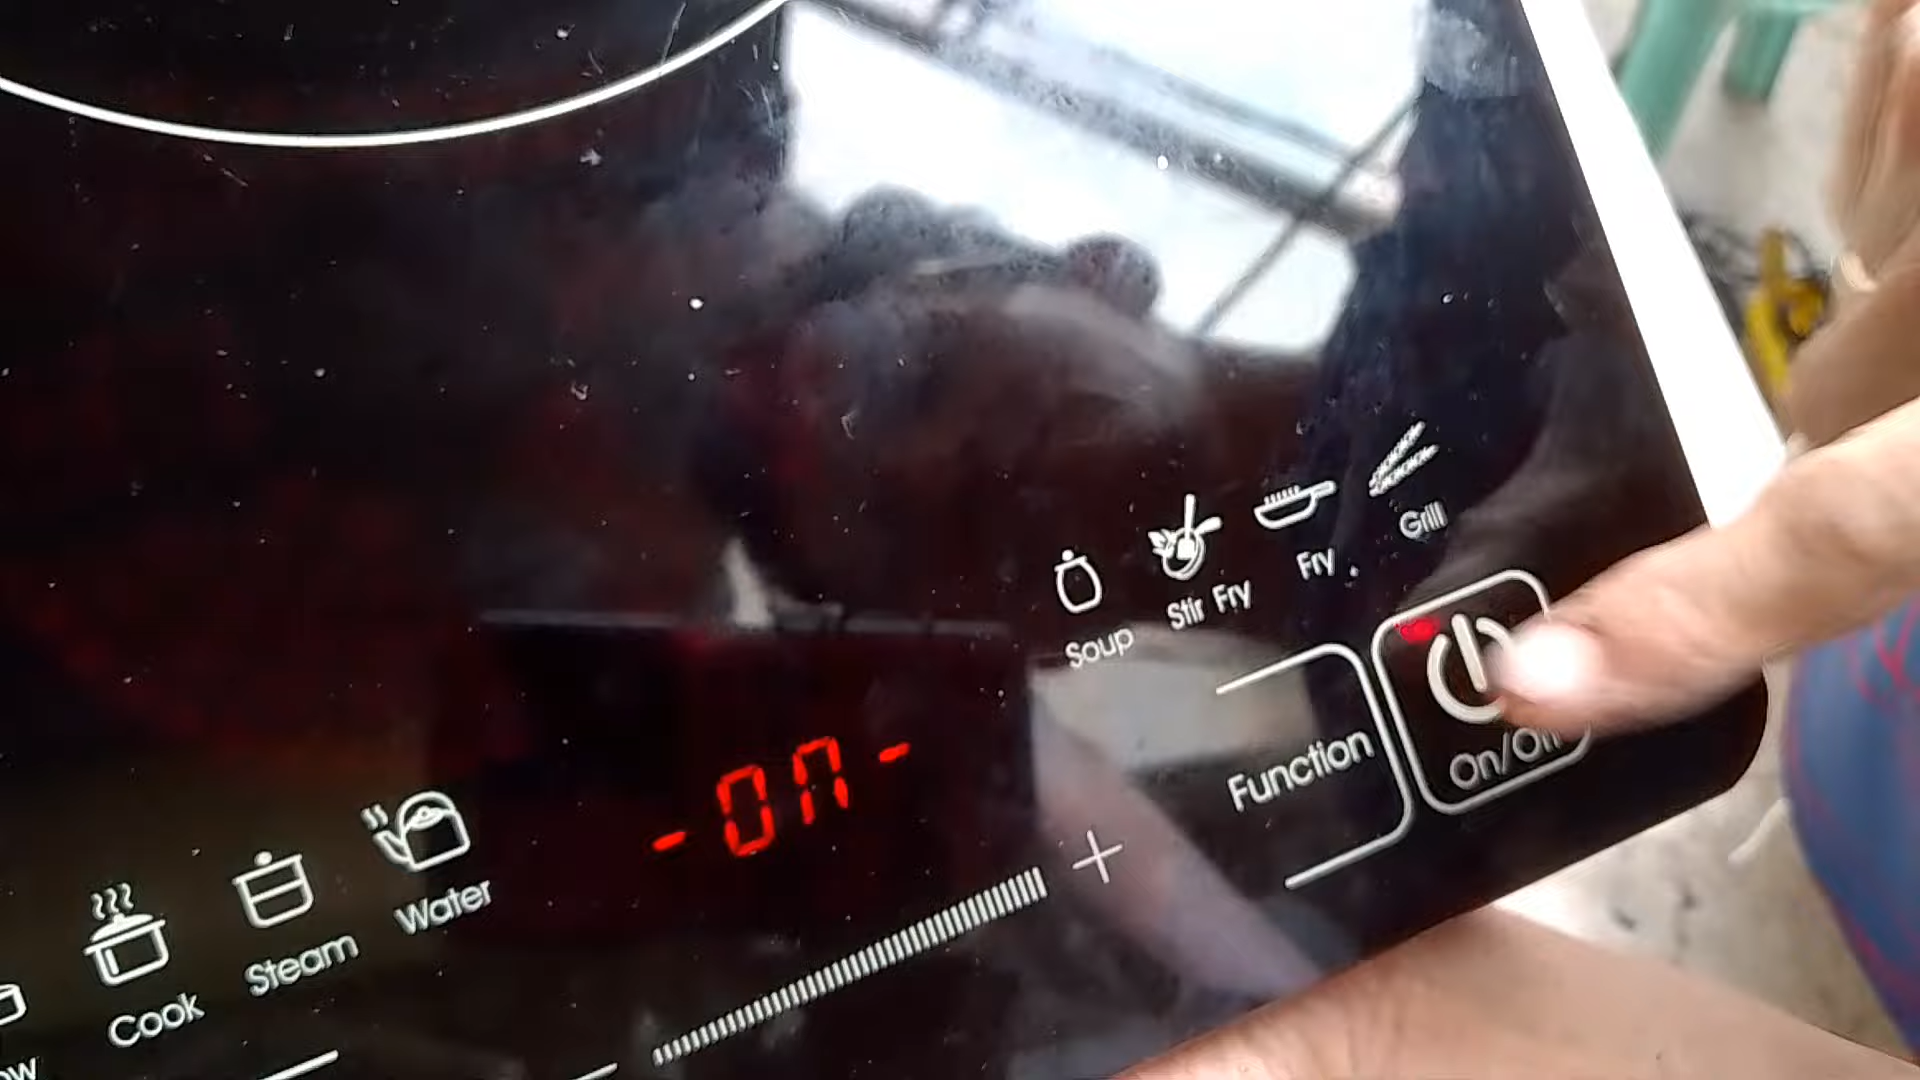 Soup
Stir Fry
Fry
Grill
-On-
Function
On/Off
Water
Steam
Cook
+